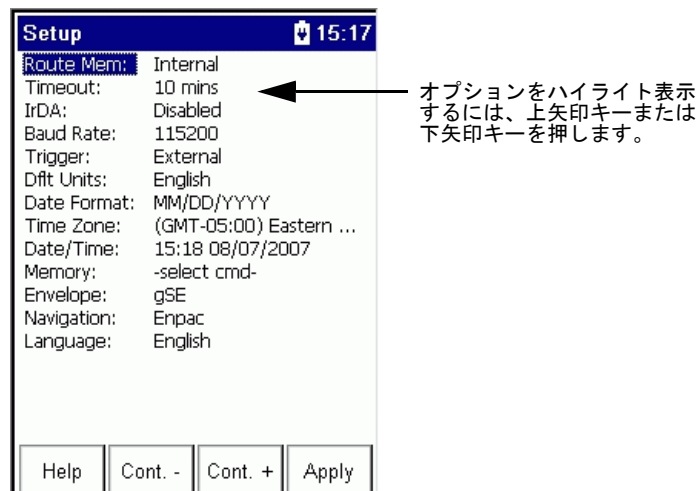 Setup 15:17
Route Mem: Internal
Timeout: 10 mins
IrDA: Disabled
Baud Rate: 115200
Trigger: External
Dflt Units: English
Date Format: MM/DD/YYYY
Time Zone: (GMT-05:00) Eastern ...
Date/Time: 15:18 08/07/2007
Memory: -select cmd-
Envelope: gSE
Navigation: Enpac
Language: English
Help Cont. - Cont. + Apply
オプションをハイライト表示
するには、上矢印キーまたは
下矢印キーを押します。